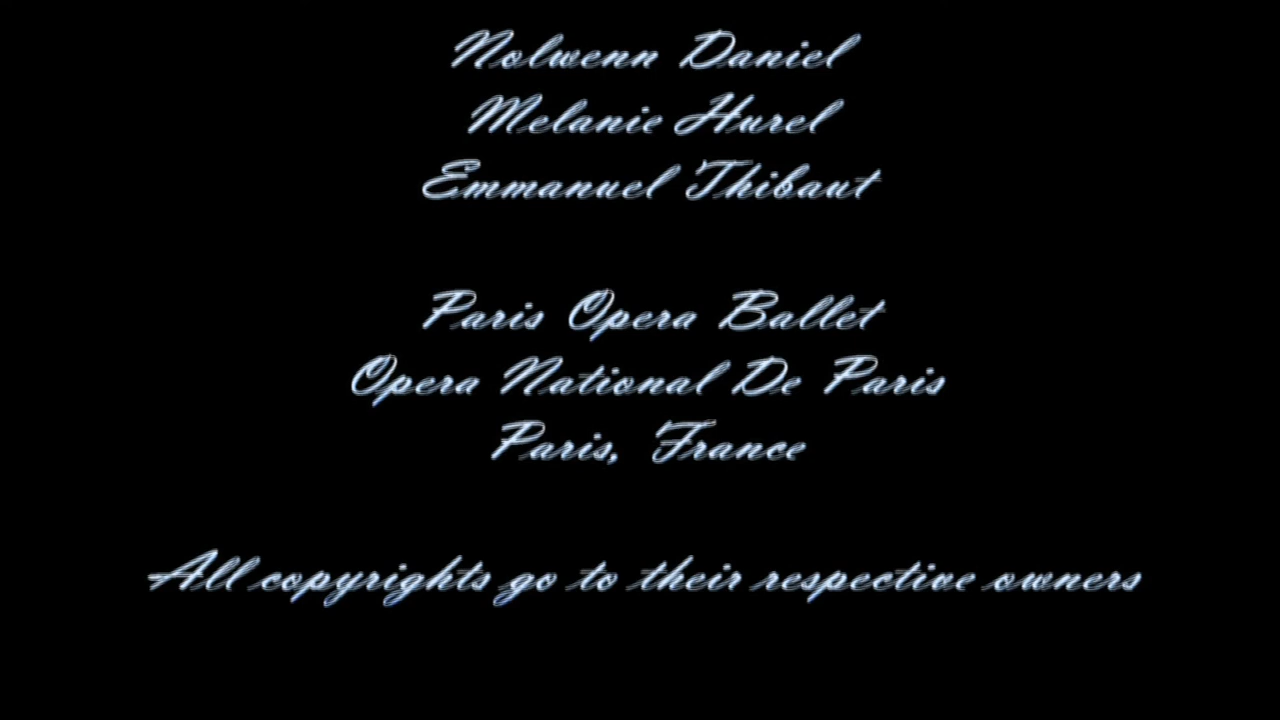 Nolwenn Daniel
Melanie Hurel
Emmanuel Thibaut
Paris Opera Ballet
Opera National De Paris
Paris, France
All copyrights go to their respective owners